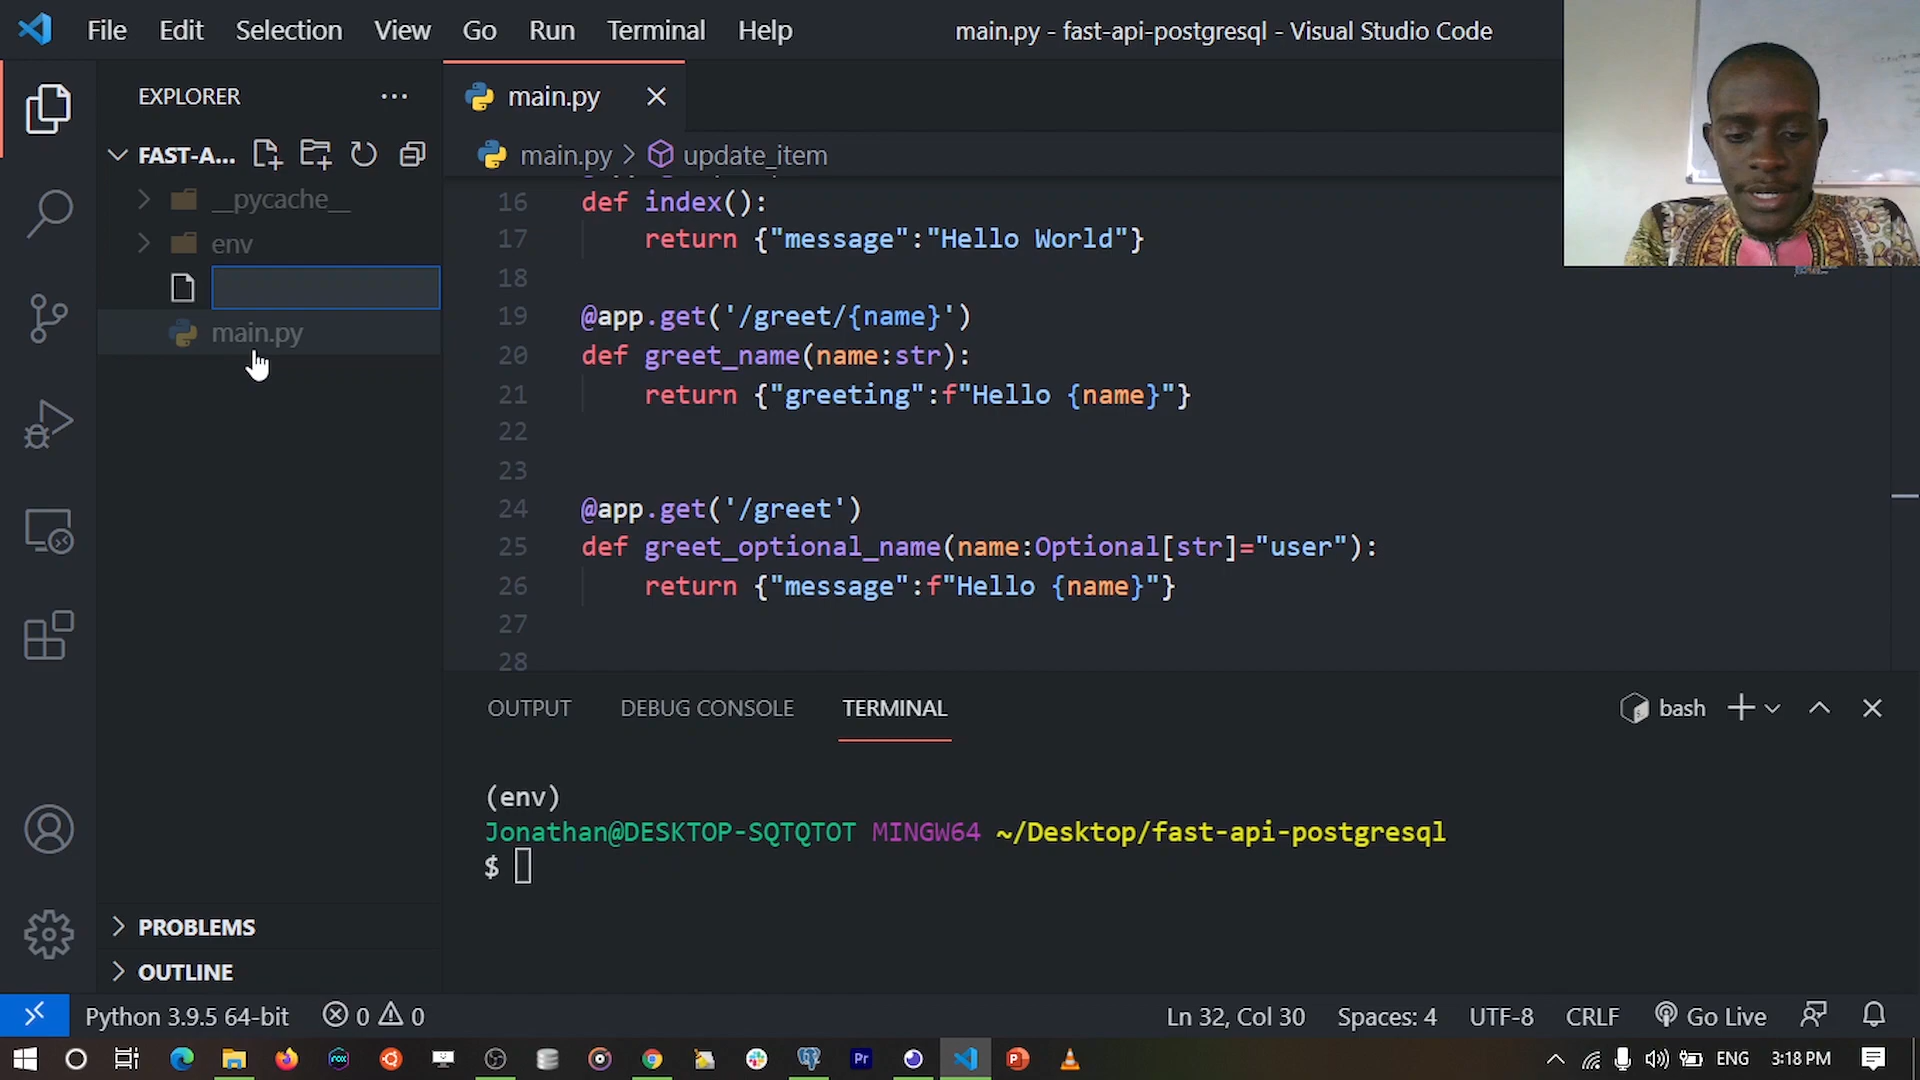 File Edit Selection View Go Run Terminal Help
main.py - fast-api-postgresql - Visual Studio Code
EXPLORER
FAST-A...
__pycache__
env
main.py
main.py
main.py > update_item
16 def index():
17 return {"message":"Hello World"}
18
19 @app.get('/greet/{name}')
20 def greet_name(name:str):
21 return {"greeting":f"Hello {name}"}
22
23
24 @app.get('/greet')
25 def greet_optional_name(name:Optional[str]="user"):
26 return {"message":f"Hello {name}"}
27
28
OUTPUT DEBUG CONSOLE TERMINAL
bash
(env)
Jonathan@DESKTOP-SQTQTOT MINGW64 ~/Desktop/fast-api-postgresql
$
PROBLEMS
OUTLINE
Python 3.9.5 64-bit 0 0
Ln 32, Col 30 Spaces: 4 UTF-8 CRLF Go Live
nox
Pr
ENG 3:18 PM